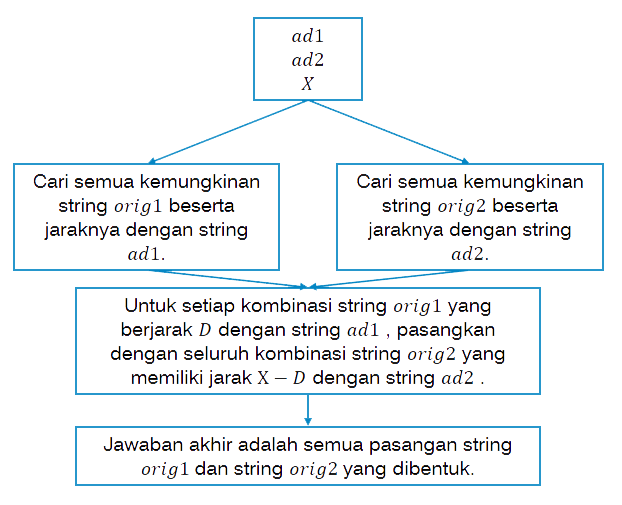 ad1
ad2
X
Cari semua kemungkinan
string orig1 beserta
jaraknya dengan string
ad1.
Cari semua kemungkinan
string orig2 beserta
jaraknya dengan string
ad2.
Untuk setiap kombinasi string orig1 yang
berjarak D dengan string ad1 , pasangkan
dengan seluruh kombinasi string orig2 yang
memiliki jarak X − D dengan string ad2 .
Jawaban akhir adalah semua pasangan string
orig1 dan string orig2 yang dibentuk.